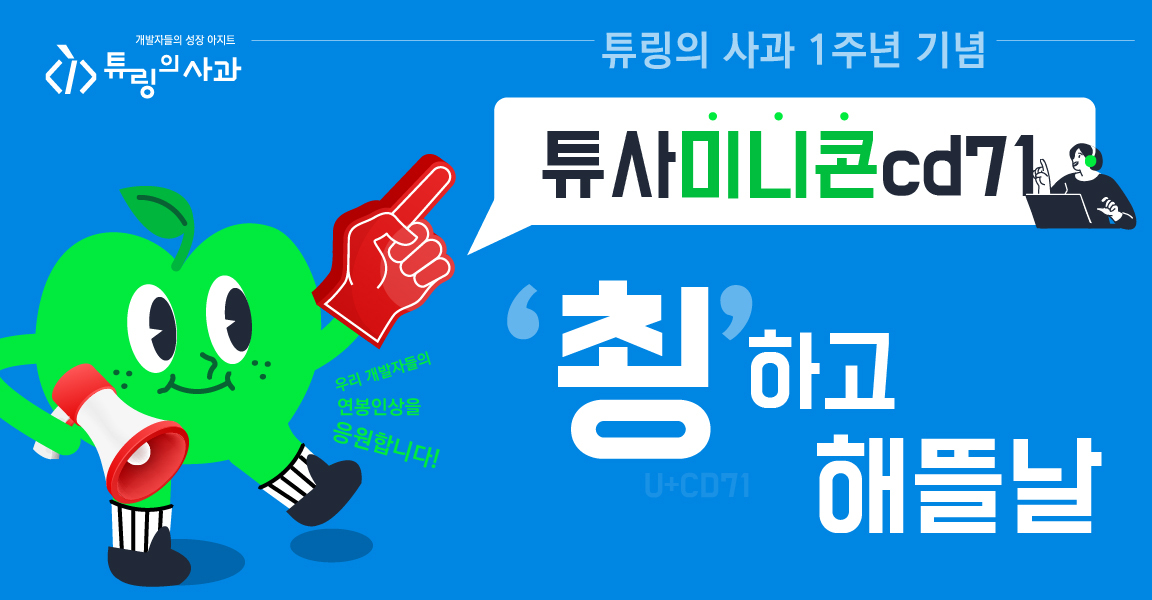 개발자들의 성장 아지트
튜링의 사과
튜링의 사과 1주년 기념
튜사미니콘cd71
‘쵱’하고
해뜰날
U+CD71
우리 개발자들의
연봉인상을
응원합니다!